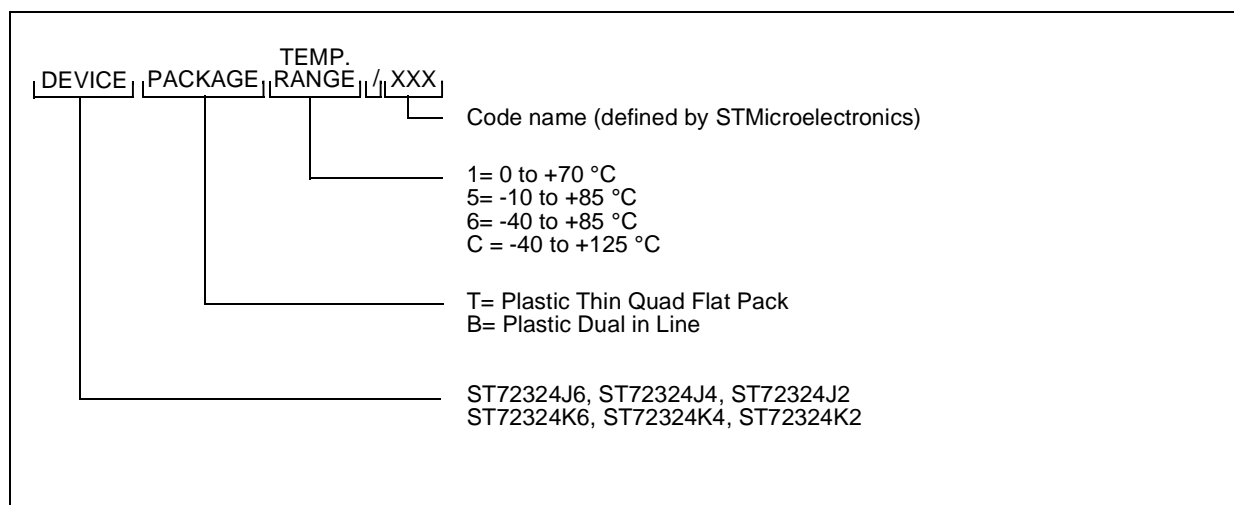 TEMP.
DEVICE PACKAGE RANGE / XXX
Code name (defined by STMicroelectronics)
1= 0 to +70 °C
5= -10 to +85 °C
6= -40 to +85 °C
C = -40 to +125 °C
T= Plastic Thin Quad Flat Pack
B= Plastic Dual in Line
ST72324J6, ST72324J4, ST72324J2
ST72324K6, ST72324K4, ST72324K2